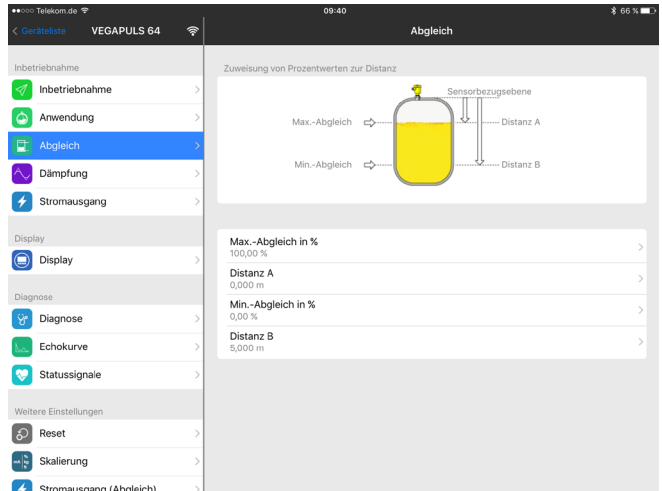 Telekom.de
09:40
66 %
Geräteliste
VEGAPULS 64
Abgleich
Inbetriebnahme
Inbetriebnahme
Anwendung
Abgleich
Dämpfung
Stromausgang
Display
Display
Diagnose
Diagnose
Echokurve
Statussignale
Weitere Einstellungen
Reset
Skalierung
Stromausgang (Abgleich)
Zuweisung von Prozentwerten zur Distanz
Sensorbezugsebene
Max.-Abgleich
Distanz A
Min.-Abgleich
Distanz B
Max.-Abgleich in %
100,00 %
Distanz A
0,000 m
Min.-Abgleich in %
0,00 %
Distanz B
5,000 m